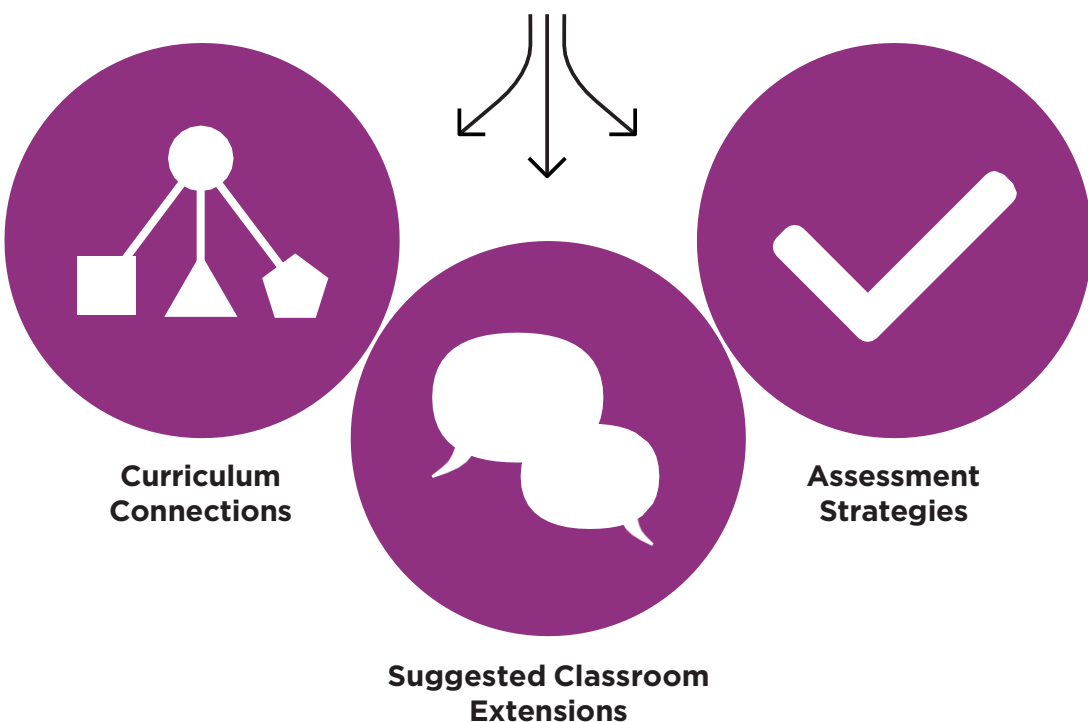 Curriculum
Connections
Assessment
Strategies
Suggested Classroom
Extensions